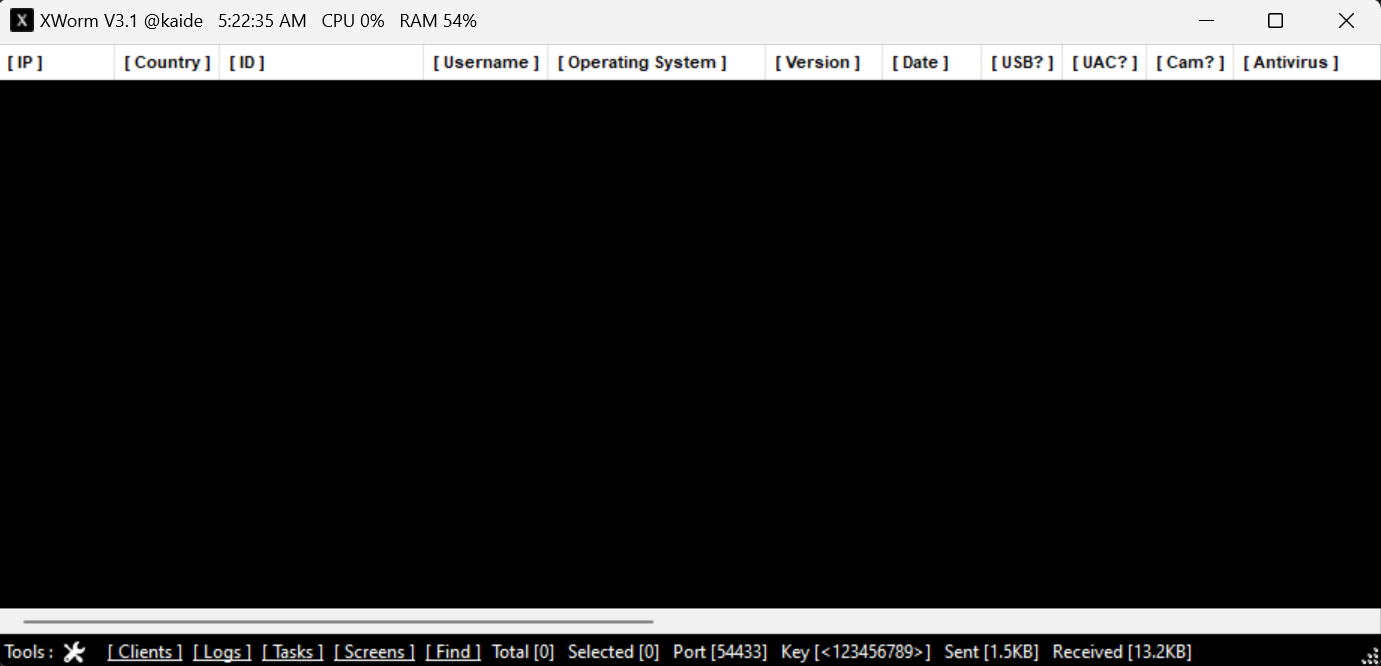 X XWorm V3.1 @kaide 5:22:35 AM CPU 0% RAM 54%
[ IP ] [ Country ] [ ID ] [ Username ] [ Operating System ] [ Version ] [ Date ] [ USB? ] [ UAC? ] [ Cam? ] [ Antivirus ]
Tools : [ Clients ] [ Logs ] [ Tasks ] [ Screens ] [ Find ] Total [0] Selected [0] Port [54433] Key [<123456789>] Sent [1.5KB] Received [13.2KB]